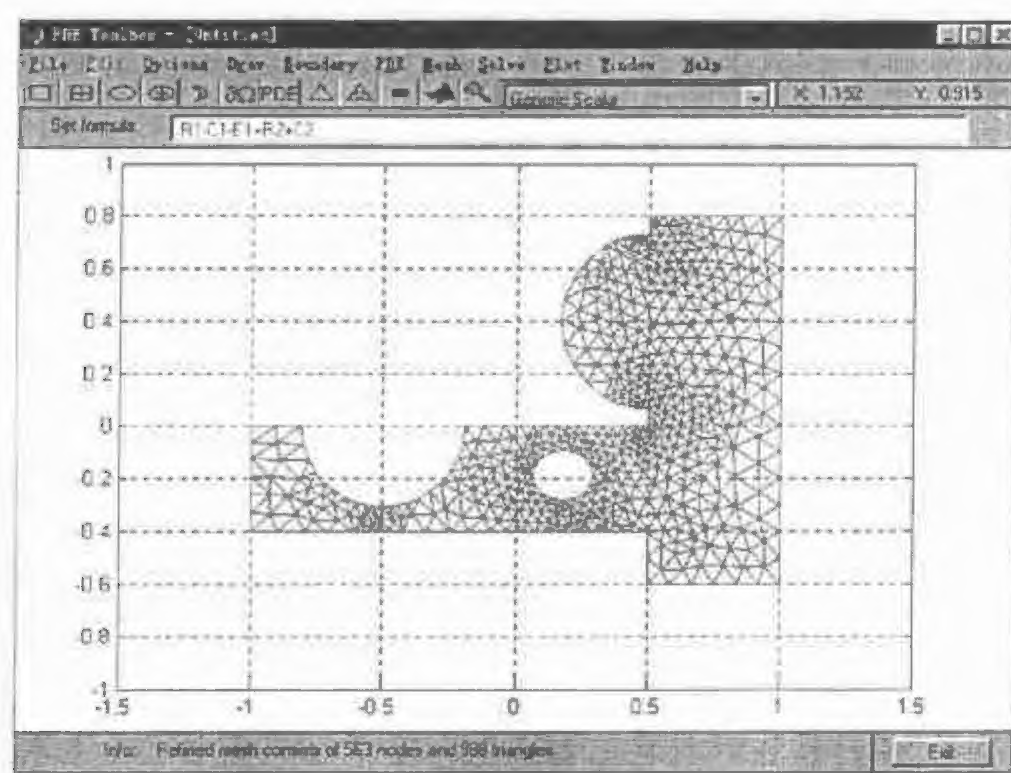 PDE Toolbox - [Untitled]
File Edit Options Draw Boundary PDE Mesh Solve Plot Window Help
PDE Generic Scale X: 1.152 Y: 0.915
Set formula: R1-C1-E1+R2+C2
1
0.8
0.6
0.4
0.2
0
-0.2
-0.4
-0.6
-0.8
-1
-1.5 -1 -0.5 0 0.5 1 1.5
Info: Refined mesh consists of 563 nodes and 988 triangles.
Exit